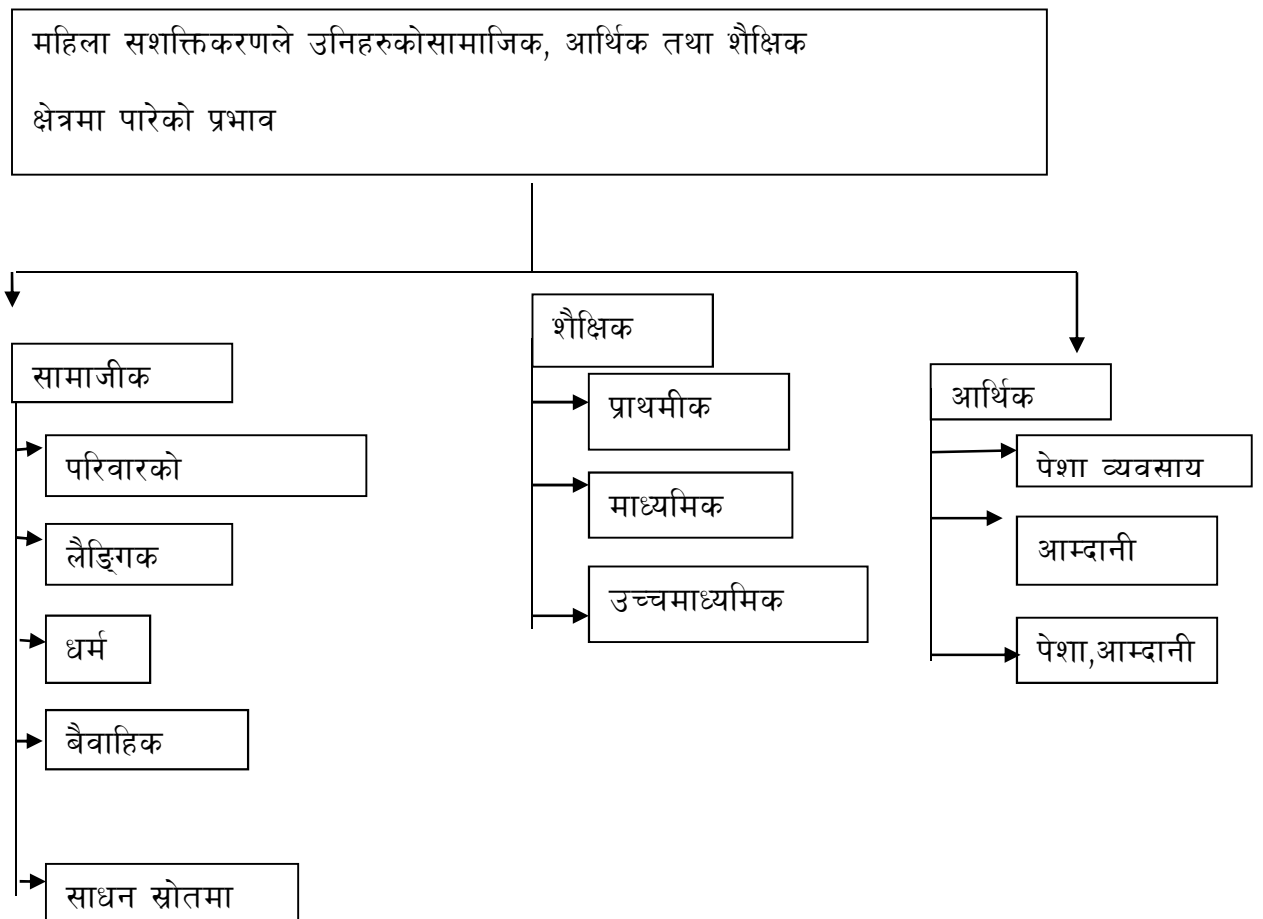 महिला सशक्तिकरणले उनिहरुकोसामाजिक, आर्थिक तथा शैक्षिक
क्षेत्रमा पारेको प्रभाव
सामाजीक
परिवारको
लैङ्गिक
धर्म
बैवाहिक
साधन स्रोतमा
शैक्षिक
प्राथमीक
माध्यमिक
उच्चमाध्यमिक
आर्थिक
पेशा व्यवसाय
आम्दानी
पेशा,आम्दानी